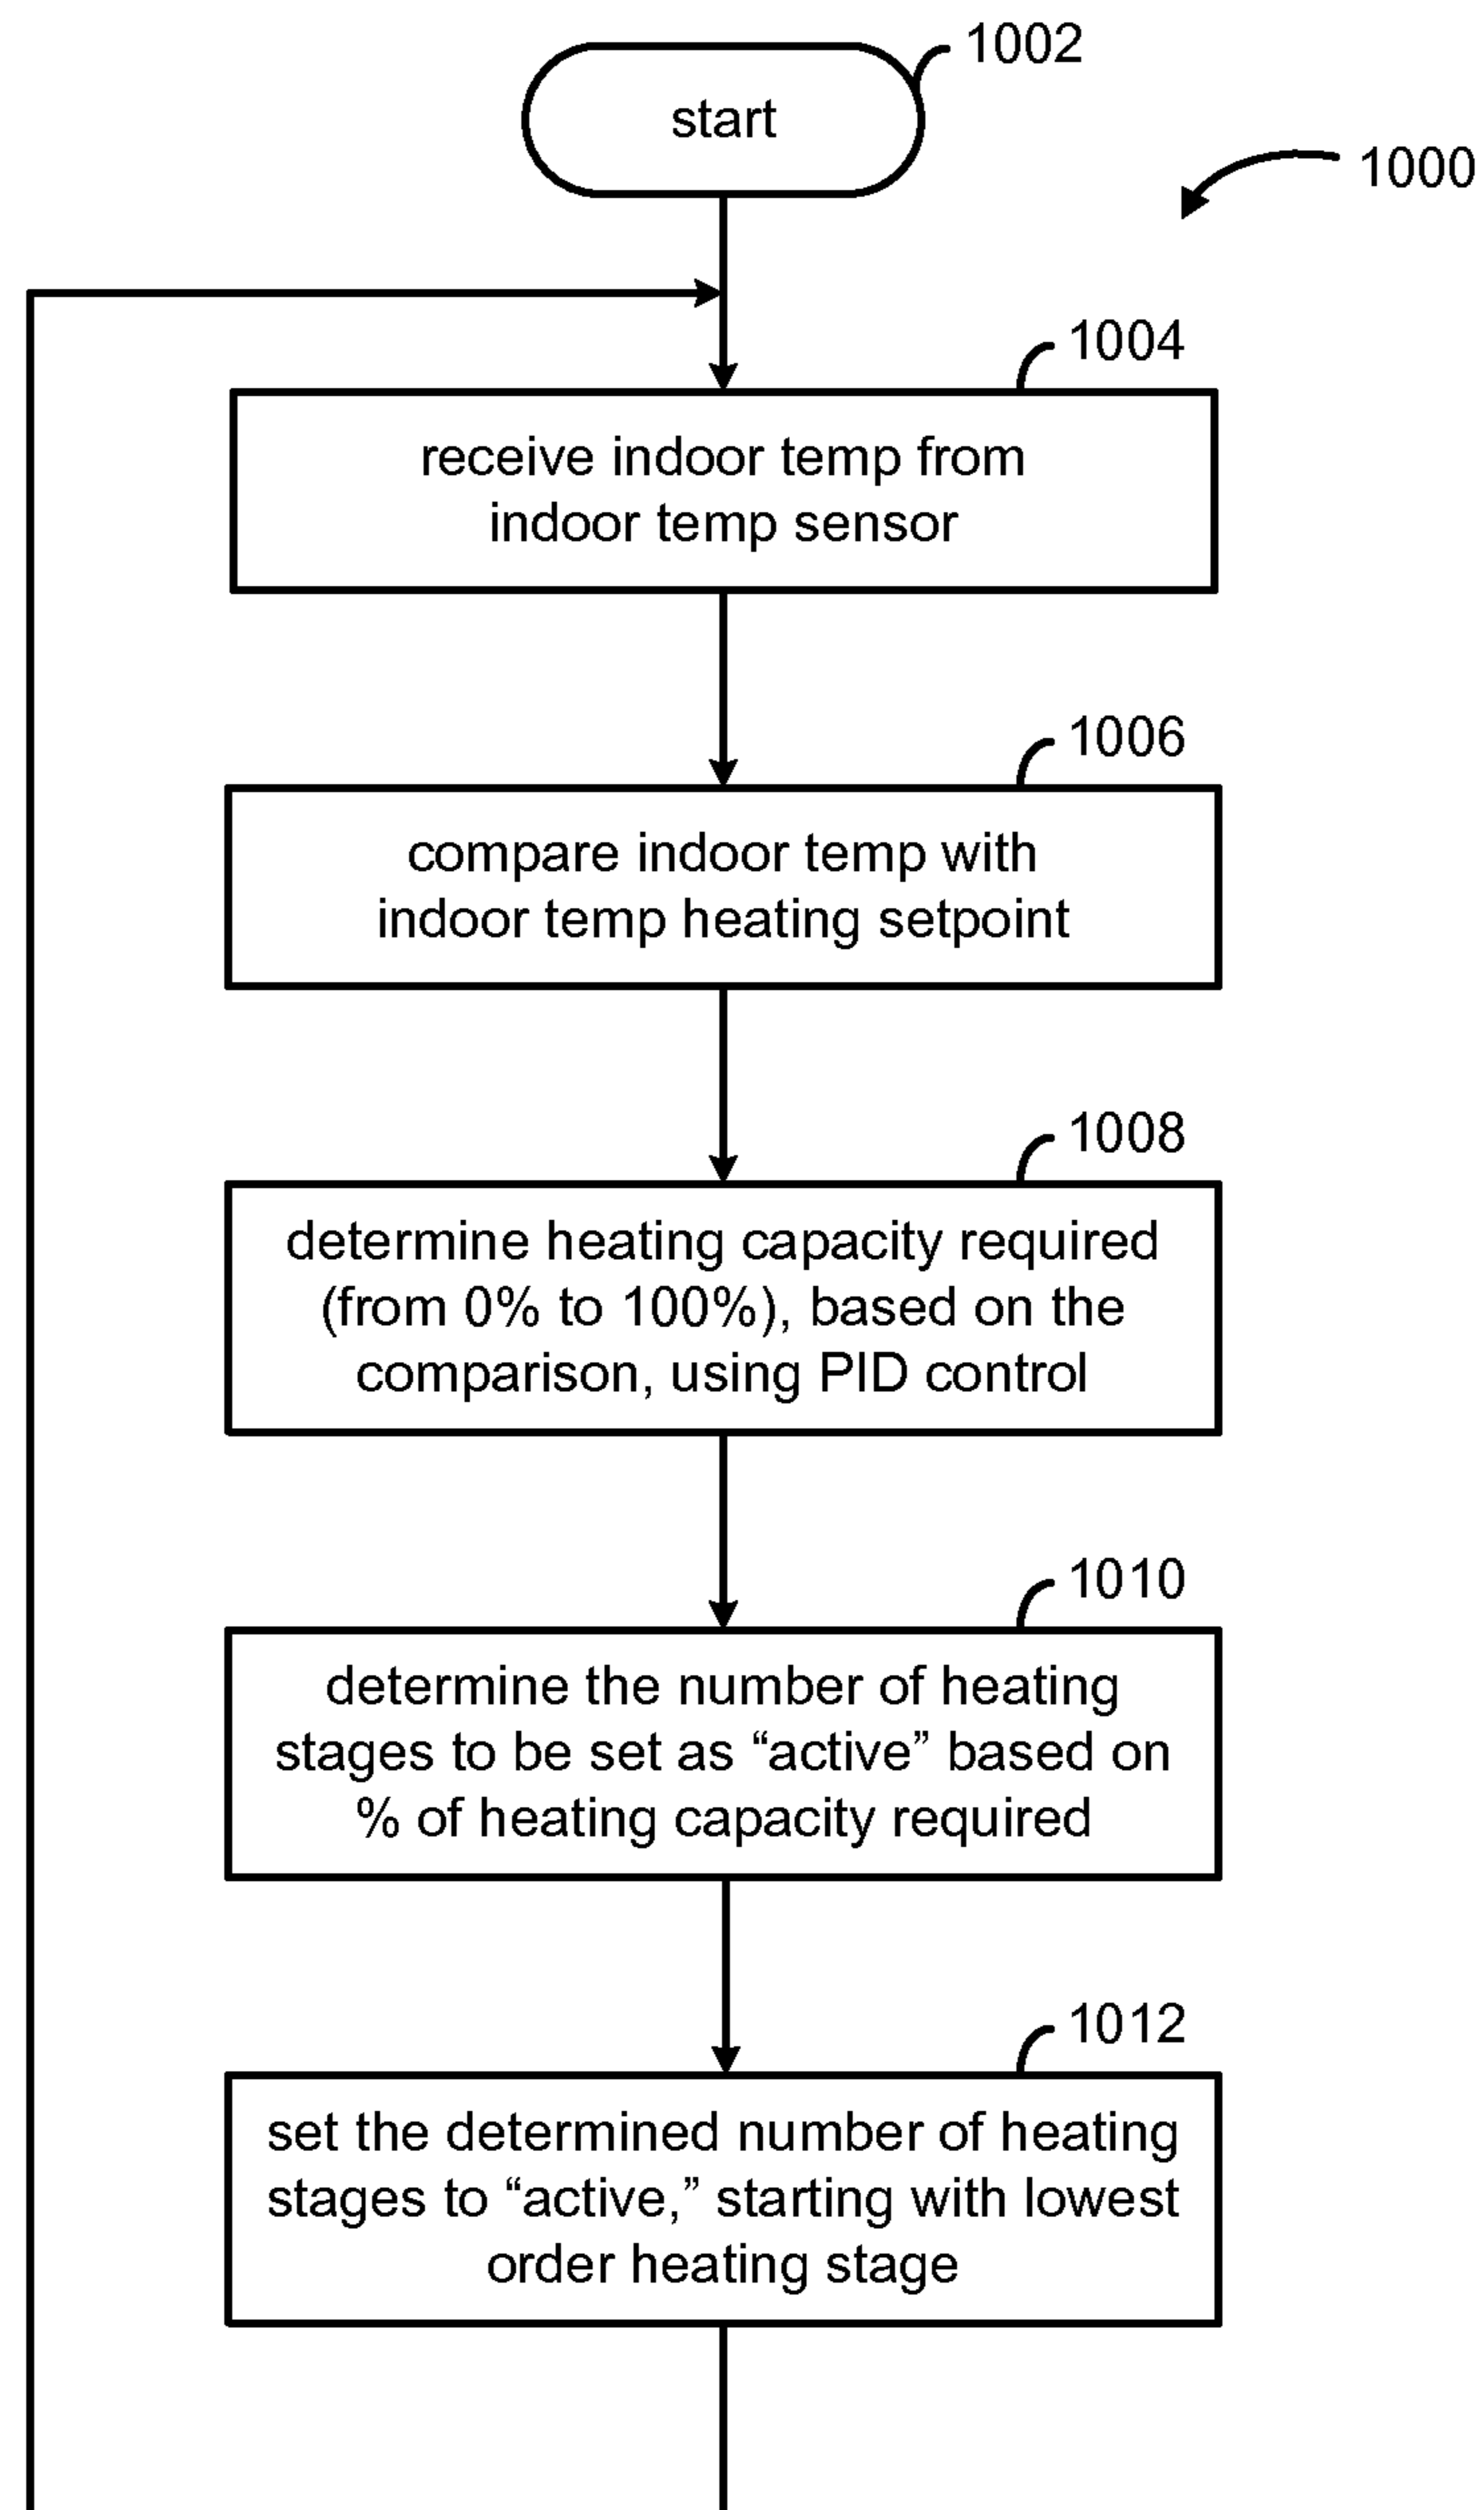 1002
start
1000
1004
receive indoor temp from
indoor temp sensor
1006
compare indoor temp with
indoor temp heating setpoint
1008
determine heating capacity required
(from 0% to 100%), based on the
comparison, using PID control
1010
determine the number of heating
stages to be set as “active” based on
% of heating capacity required
1012
set the determined number of heating
stages to “active,” starting with lowest
order heating stage